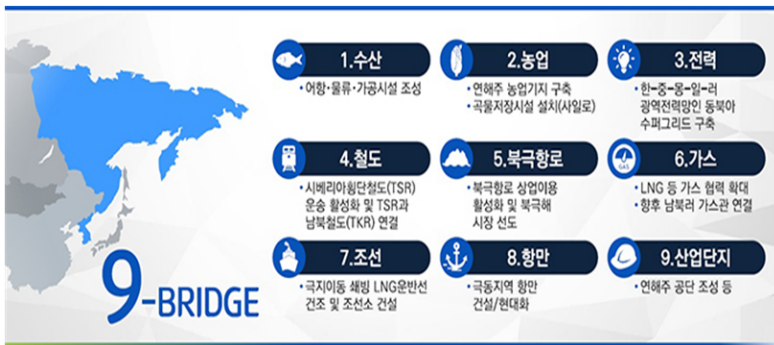 1.수산
• 어항·물류·가공시설 조성
2.농업
• 연해주 농업기지 구축
• 곡물저장시설 설치(사일로)
3.전력
• 한-중-몽-일-러
광역전력망인 동북아
수퍼그리드 구축
4.철도
• 시베리아횡단철도(TSR)
운송 활성화 및 TSR과
남북철도(TKR) 연결
5.북극항로
• 북극항로 상업이용
활성화 및 북극해
시장 선도
6.가스
GAS
• LNG 등 가스 협력 확대
• 향후 남북러 가스관 연결
7.조선
• 극지이동 쇄빙 LNG운반선
건조 및 조선소 건설
8.항만
• 극동지역 항만
건설/현대화
9.산업단지
• 연해주 공단 조성 등
9-BRIDGE